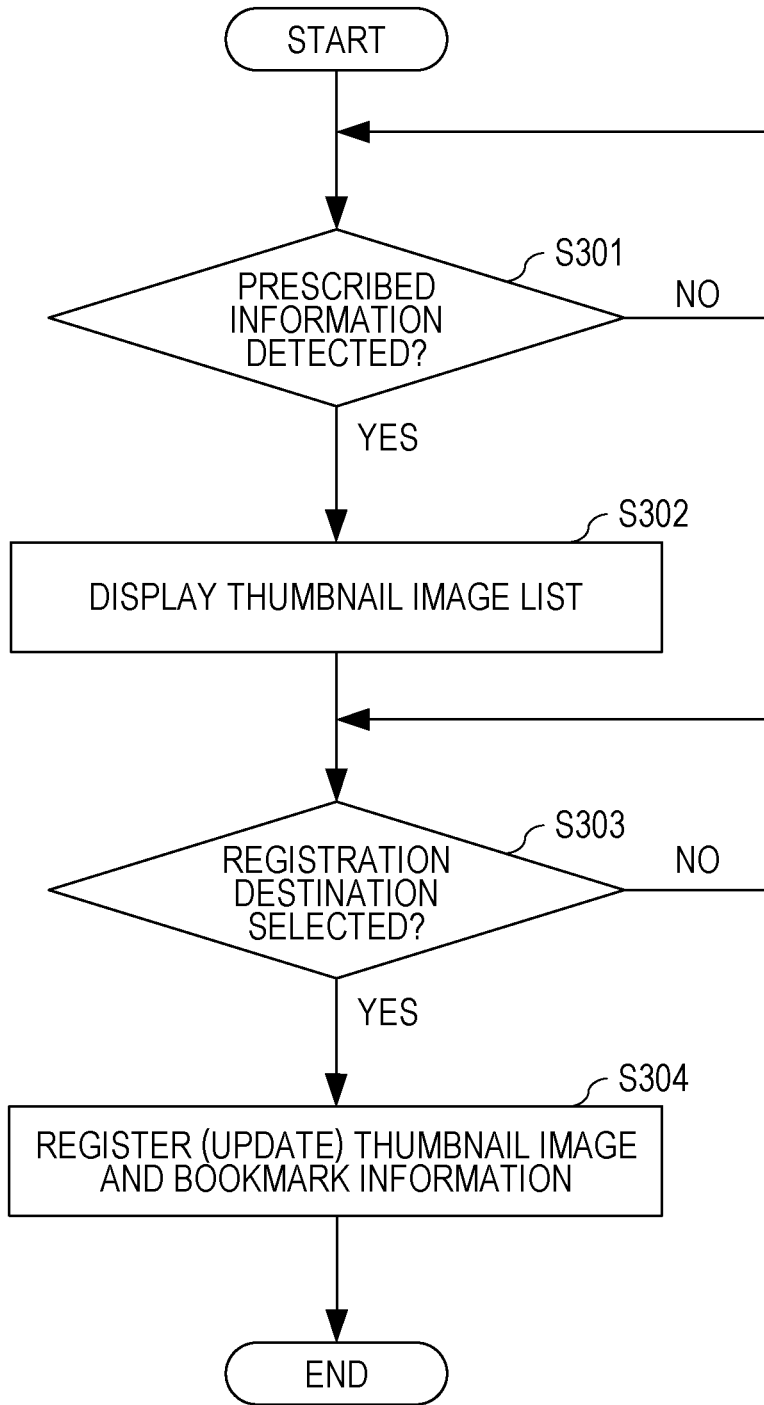 START
S301
PRESCRIBED
INFORMATION
DETECTED?
NO
YES
S302
DISPLAY THUMBNAIL IMAGE LIST
S303
REGISTRATION
DESTINATION
SELECTED?
NO
YES
S304
REGISTER (UPDATE) THUMBNAIL IMAGE
AND BOOKMARK INFORMATION
END